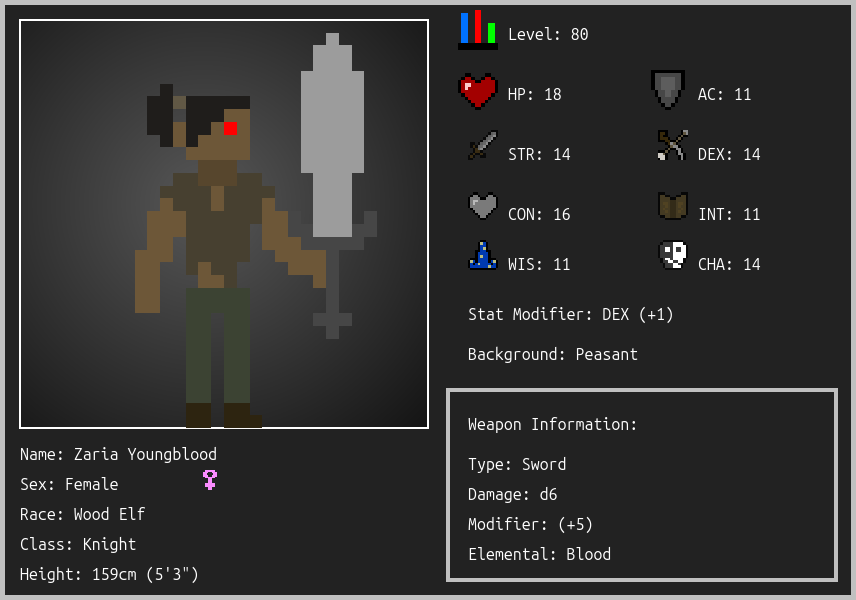 Level: 80
HP: 18
AC: 11
STR: 14
DEX: 14
CON: 16
INT: 11
WIS: 11
CHA: 14
Stat Modifier: DEX (+1)
Background: Peasant
Weapon Information:
Type: Sword
Damage: d6
Modifier: (+5)
Elemental: Blood
Name: Zaria Youngblood
Sex: Female
Race: Wood Elf
Class: Knight
Height: 159cm (5'3")